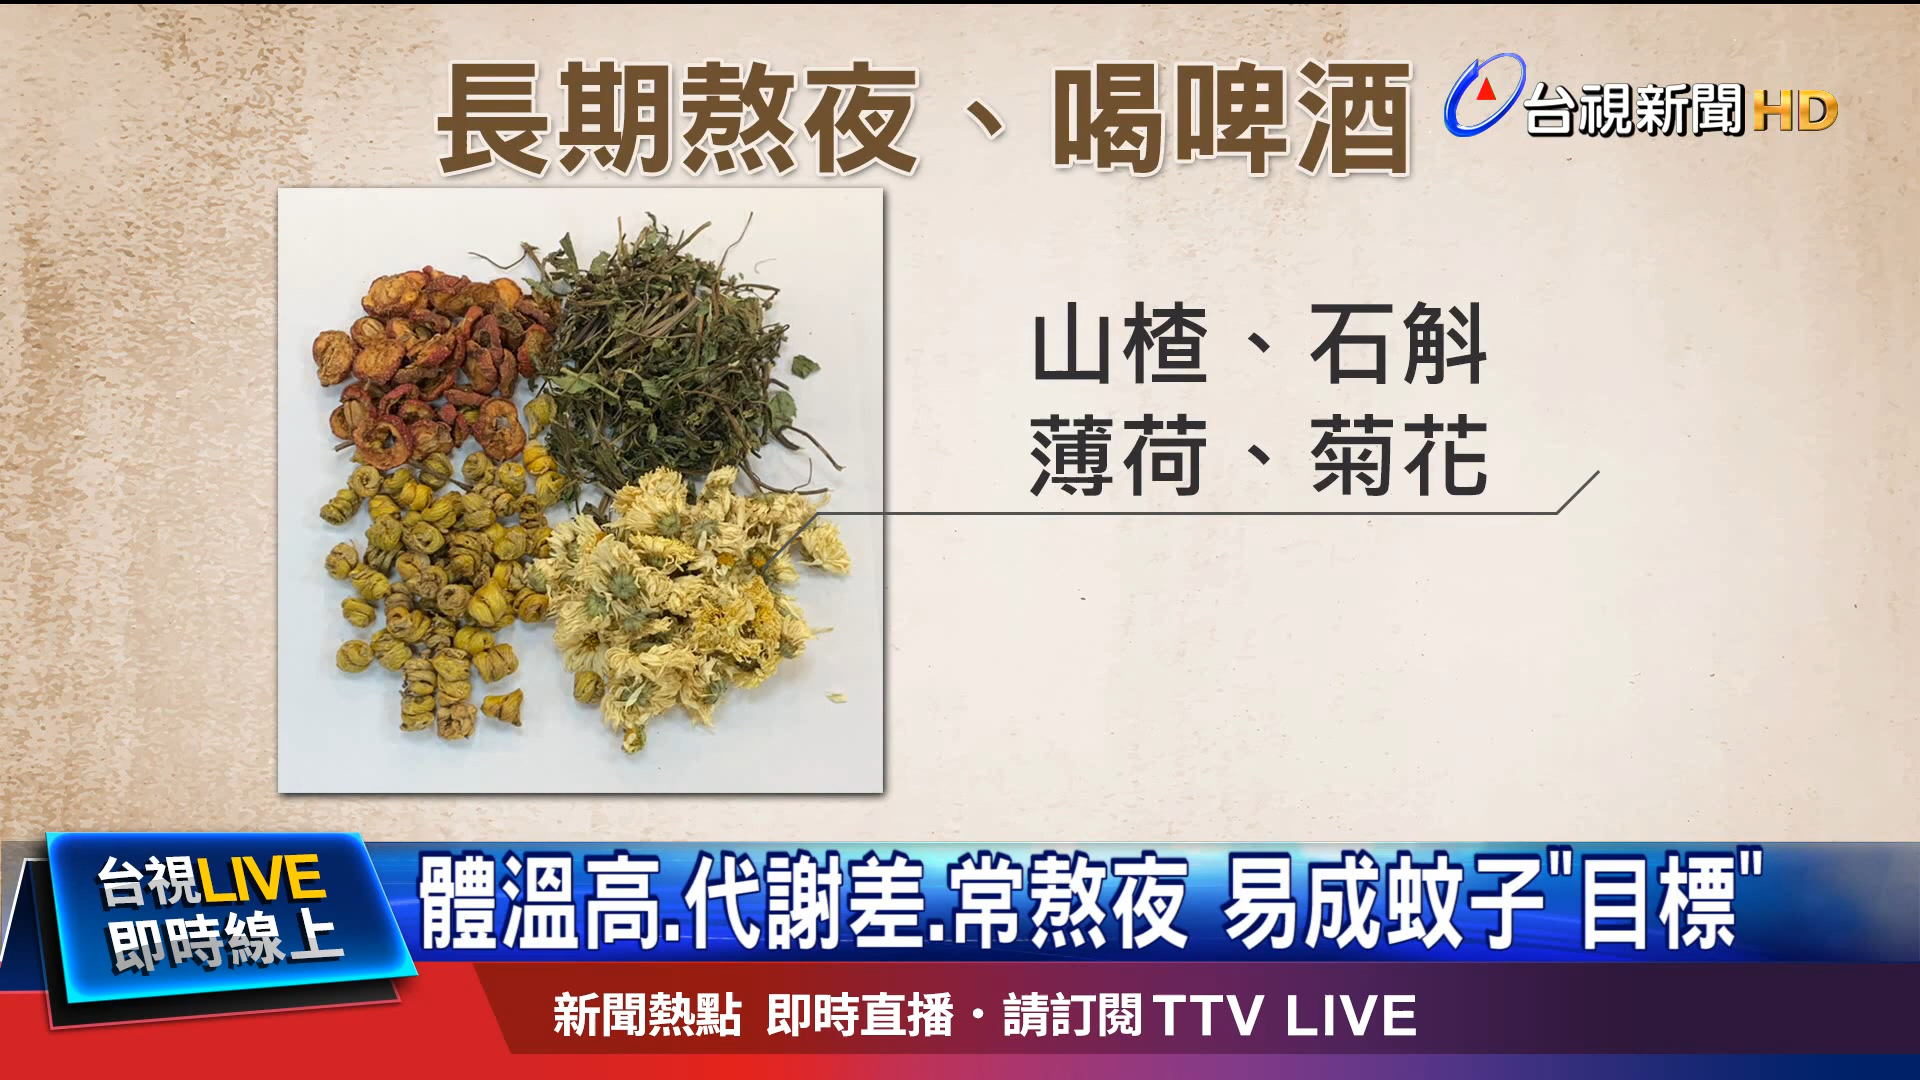 長期熬夜、喝啤酒
台視新聞HD
山楂、石斛
薄荷、菊花
台視LIVE
即時線上
體溫高.代謝差.常熬夜 易成蚊子"目標"
新聞熱點 即時直播・請訂閱TTV LIVE